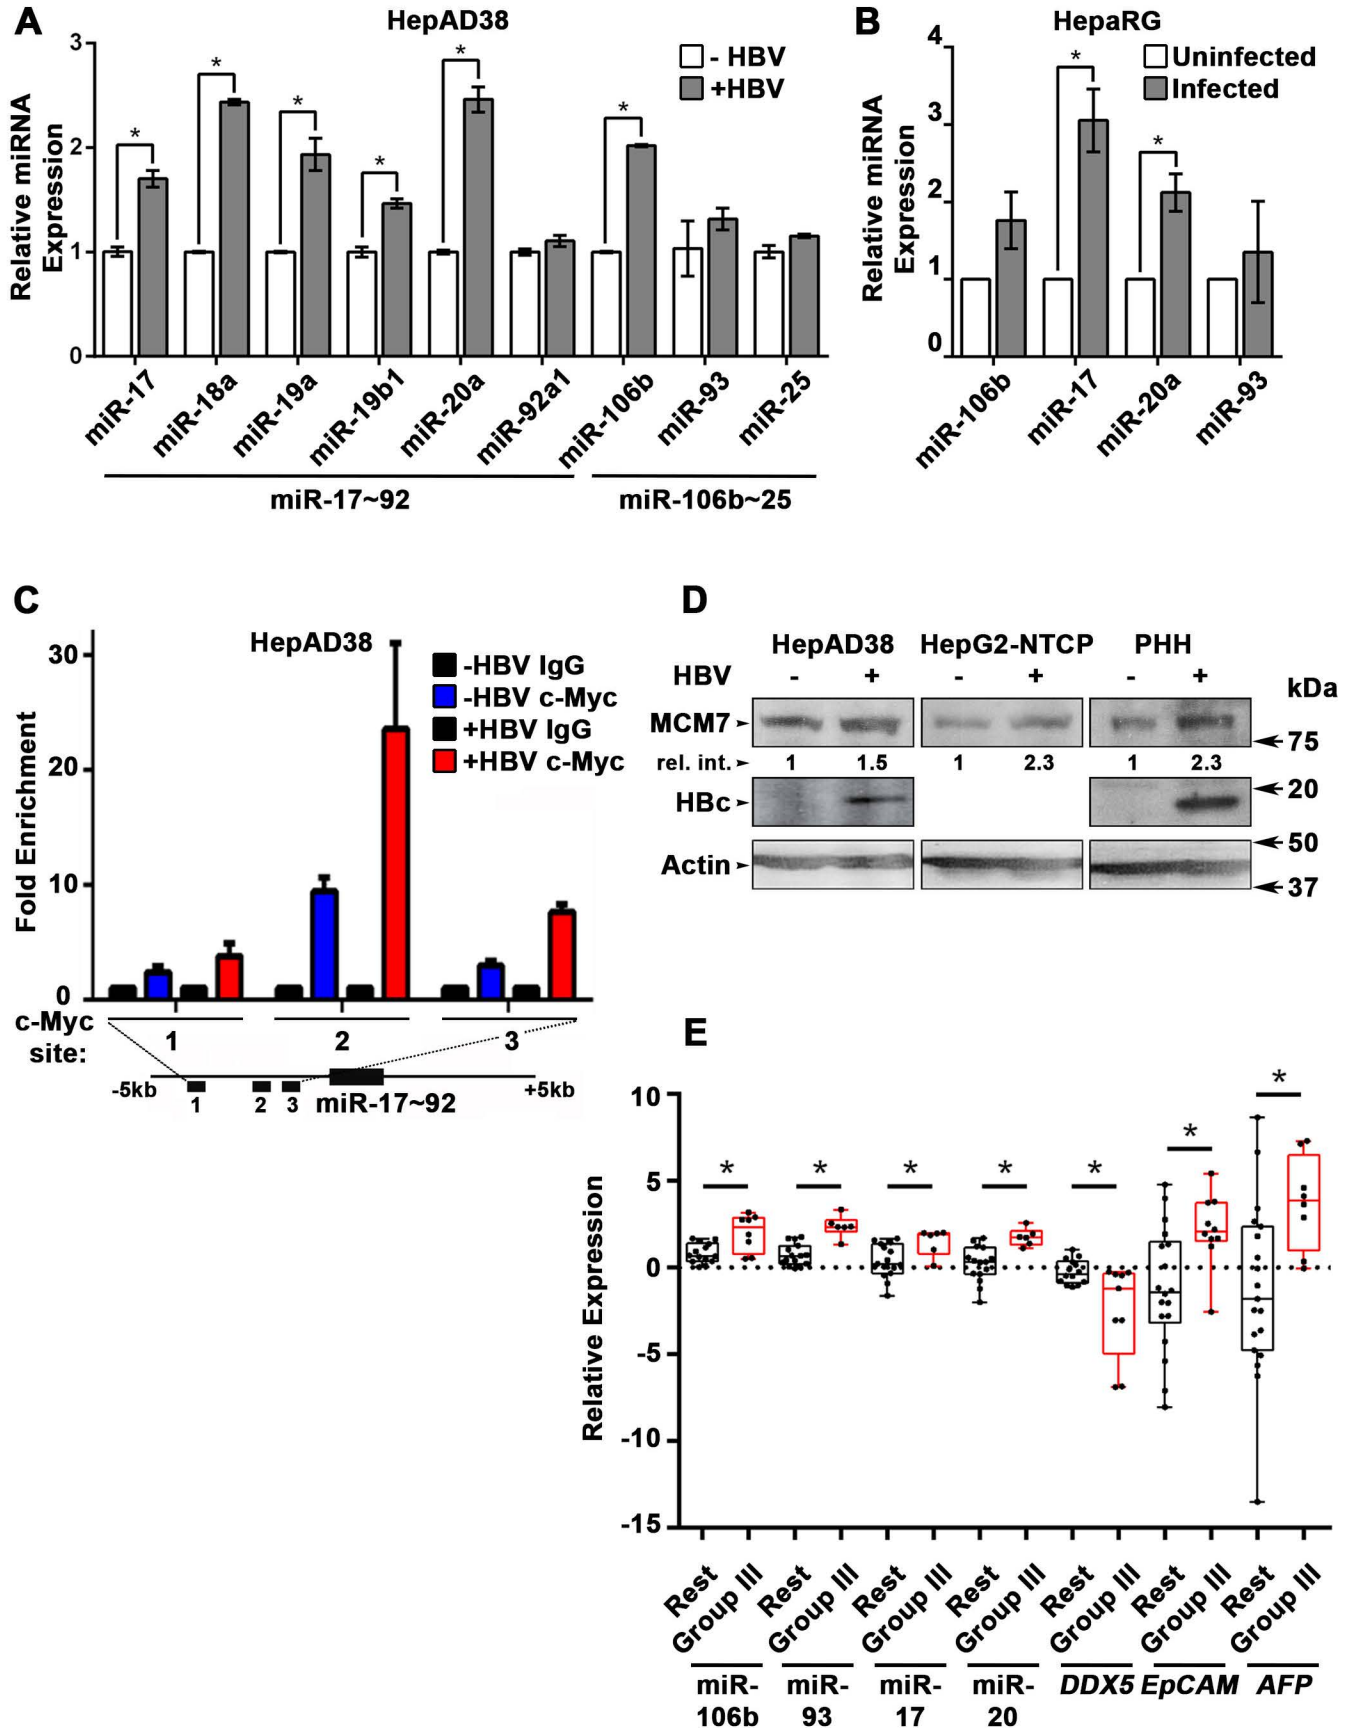 A
HepAD38
- HBV
+HBV
Relative miRNA
Expression
3
2
1
0
*
*
*
*
*
*
miR-17
miR-18a
miR-19a
miR-19b1
miR-20a
miR-92a1
miR-106b
miR-93
miR-25
miR-17~92
miR-106b~25
B
HepaRG
Uninfected
Infected
Relative miRNA
Expression
4
3
2
1
0
*
*
miR-106b
miR-17
miR-20a
miR-93
C
HepAD38
-HBV IgG
-HBV c-Myc
+HBV IgG
+HBV c-Myc
Fold Enrichment
30
20
10
0
c-Myc
site:
1
2
3
-5kb
+5kb
1
2
3
miR-17~92
D
HepAD38
HepG2-NTCP
PHH
HBV
- + - + - +
kDa
MCM7
75
rel. int.
1 1.5 1 2.3 1 2.3
20
HBc
50
Actin
37
E
Relative Expression
10
5
0
-5
-10
-15
*
*
*
*
*
*
*
Rest
Group III
Rest
Group III
Rest
Group III
Rest
Group III
Rest
Group III
Rest
Group III
Rest
Group III
miR-
106b
miR-
93
miR-
17
miR-
20
DDX5
EpCAM
AFP